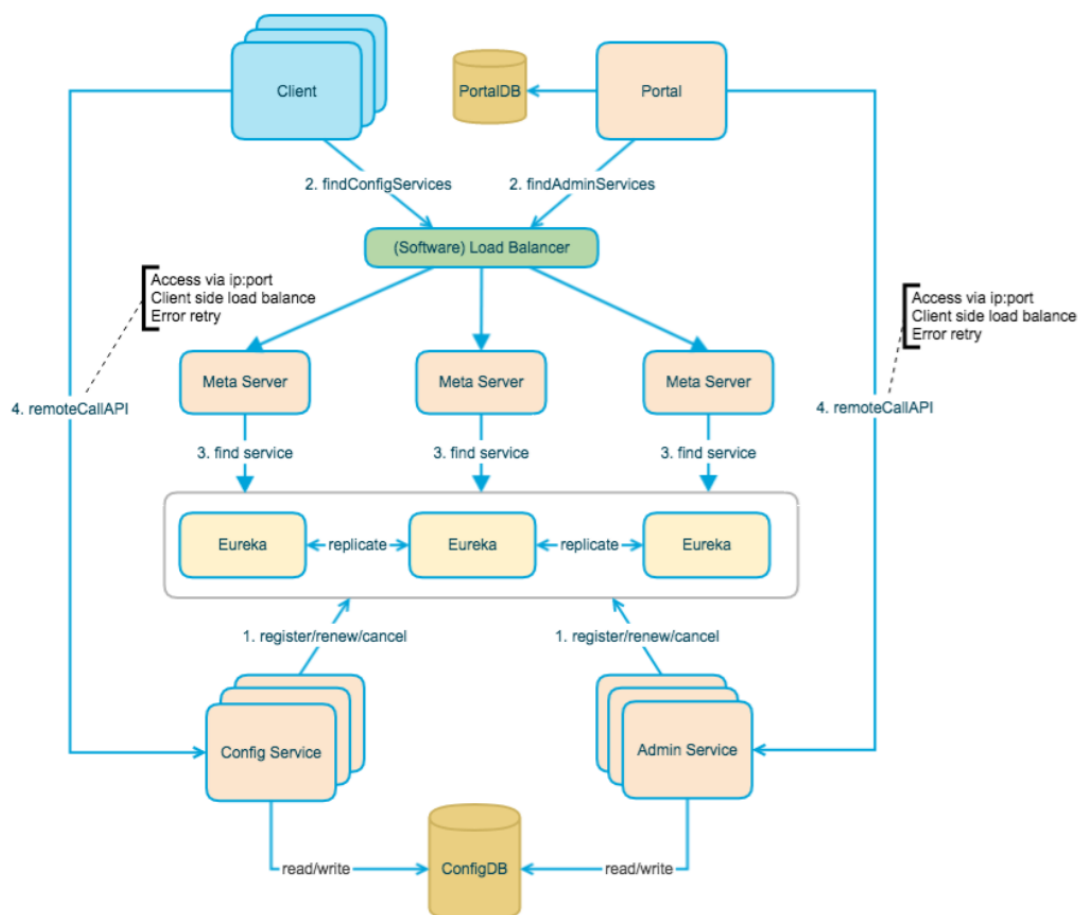 Client
PortalDB
Portal
2. findConfigServices
2. findAdminServices
(Software) Load Balancer
Access via ip:port
Client side load balance
Error retry
Access via ip:port
Client side load balance
Error retry
Meta Server
Meta Server
Meta Server
4. remoteCallAPI
4. remoteCallAPI
3. find service
3. find service
3. find service
Eureka
replicate
Eureka
replicate
Eureka
1. register/renew/cancel
1. register/renew/cancel
Config Service
Admin Service
read/write
ConfigDB
read/write